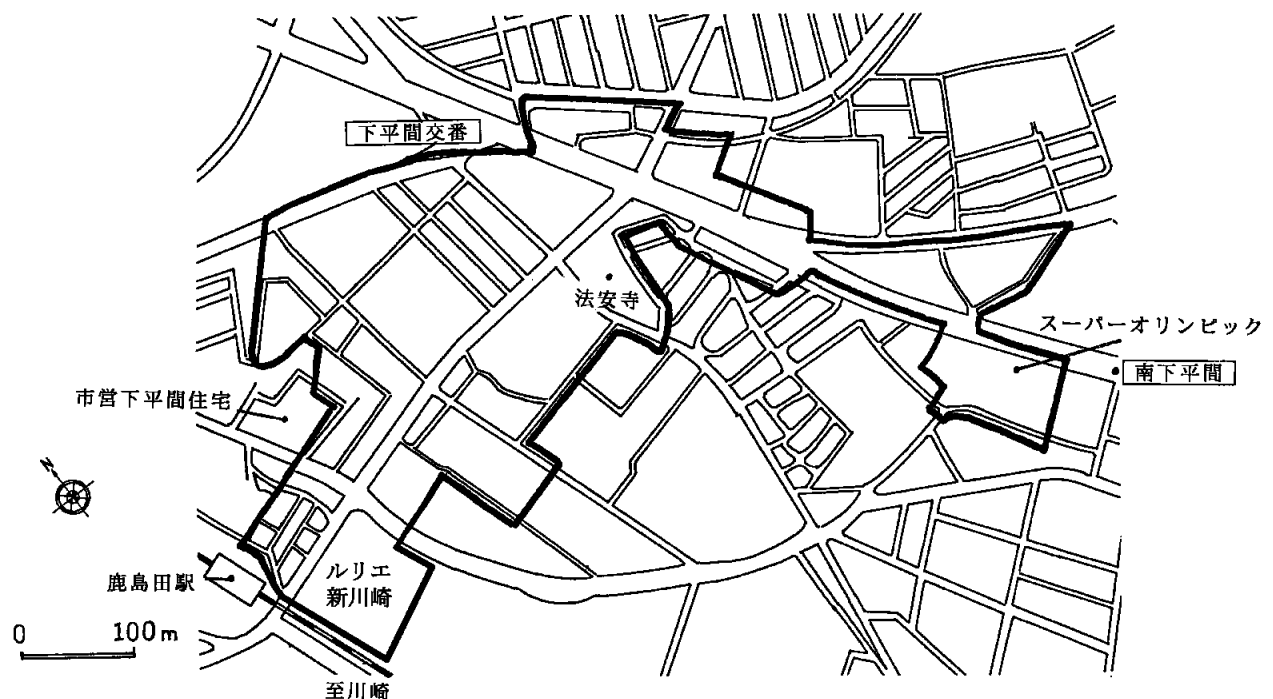 下平間交番
法安寺
スーパーオリンピック
南下平間
市営下平間住宅
N
鹿島田駅
ルリエ
新川崎
0 100m
至川崎